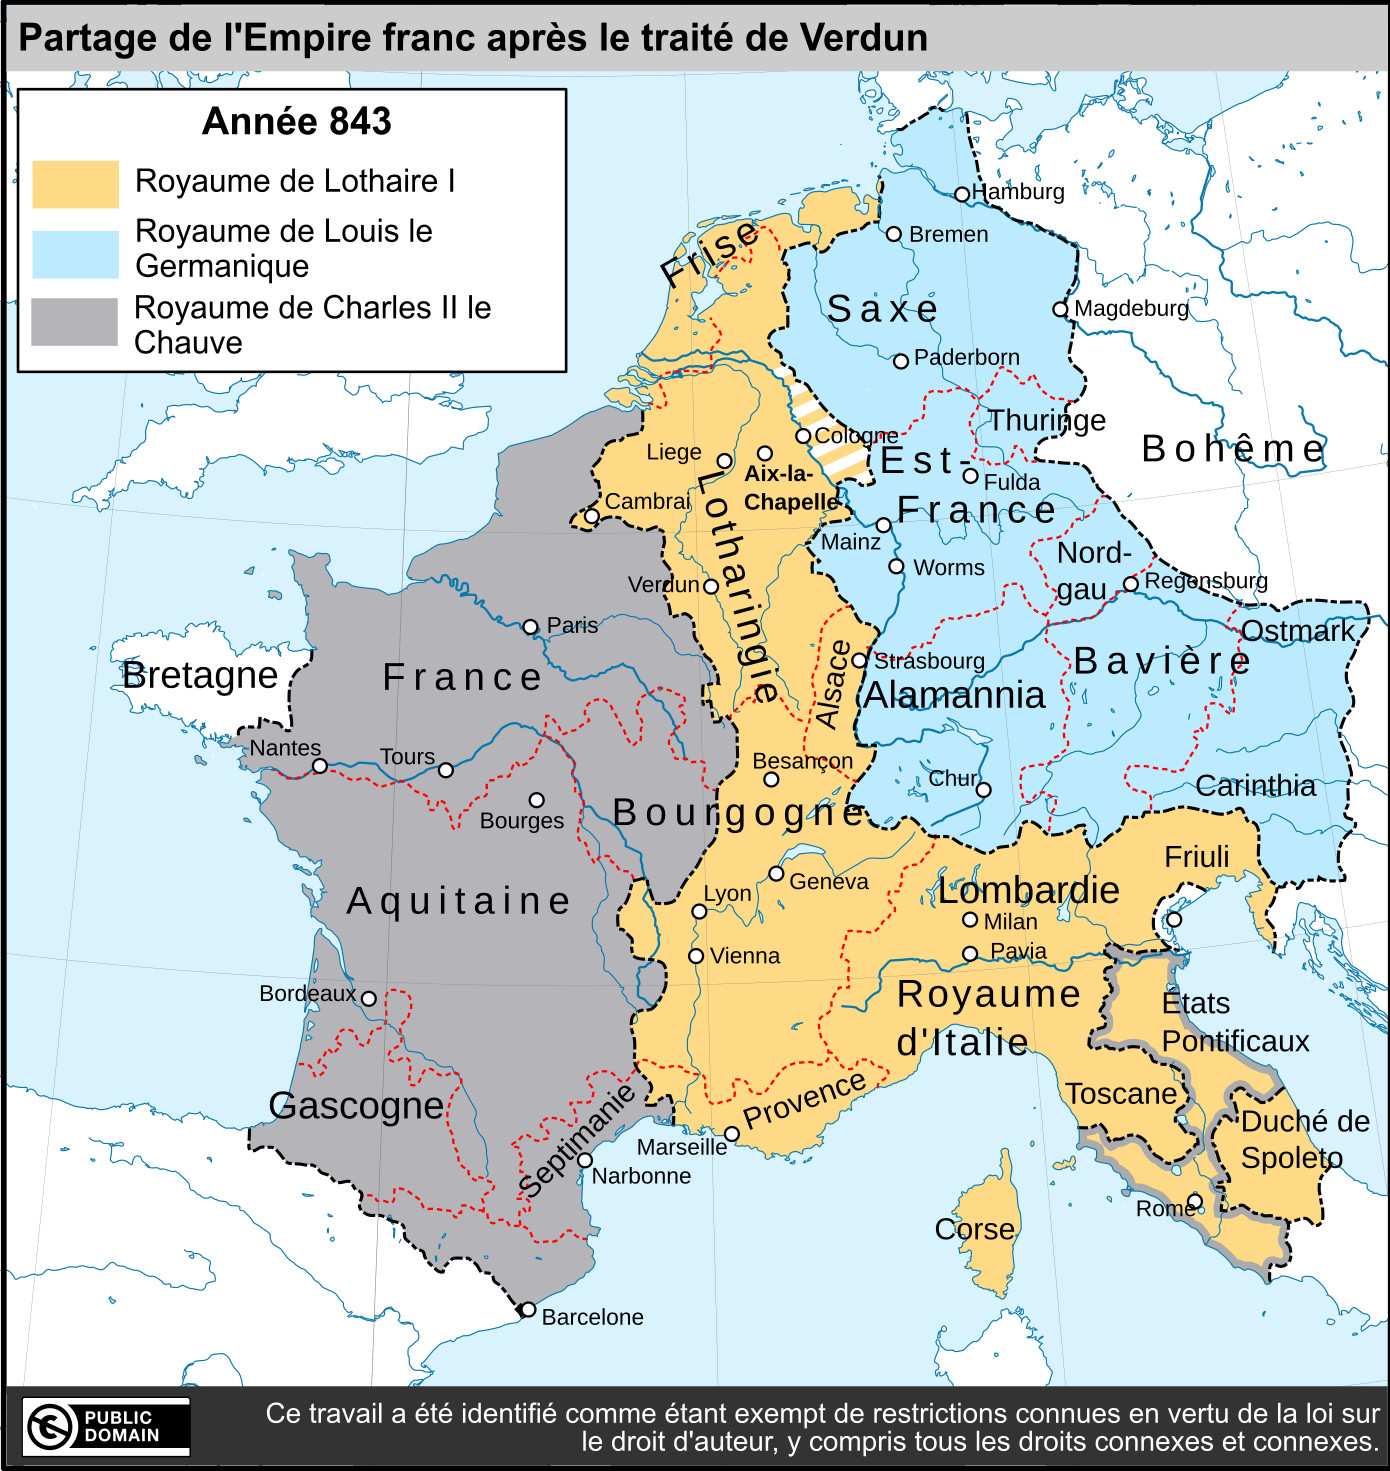 Partage de l'Empire franc après le traité de Verdun
Année 843
Royaume de Lothaire I
Royaume de Louis le
Germanique
Royaume de Charles II le
Chauve
Hamburg
Bremen
Frise
Saxe
Magdeburg
Paderborn
Thuringe
Cologne
Bohême
Liege
Aix-la-
Chapelle
Est-
France
Fulda
Cambrai
Lotharingie
Mainz
Nord-
gau
Worms
Regensburg
Verdun
Paris
Ostmark
Bretagne
France
Alsace
Strasbourg
Bavière
Alamannia
Nantes
Tours
Besançon
Chur
Carinthia
Bourges
Bourgogne
Friuli
Geneva
Lyon
Lombardie
Aquitaine
Milan
Vienna
Pavia
Bordeaux
Royaume
d'Italie
États
Pontificaux
Gascogne
Septimanie
Provence
Toscane
Duché de
Spoleto
Marseille
Narbonne
Rome
Corse
Barcelone
PUBLIC
DOMAIN
Ce travail a été identifié comme étant exempt de restrictions connues en vertu de la loi sur
le droit d'auteur, y compris tous les droits connexes et connexes.